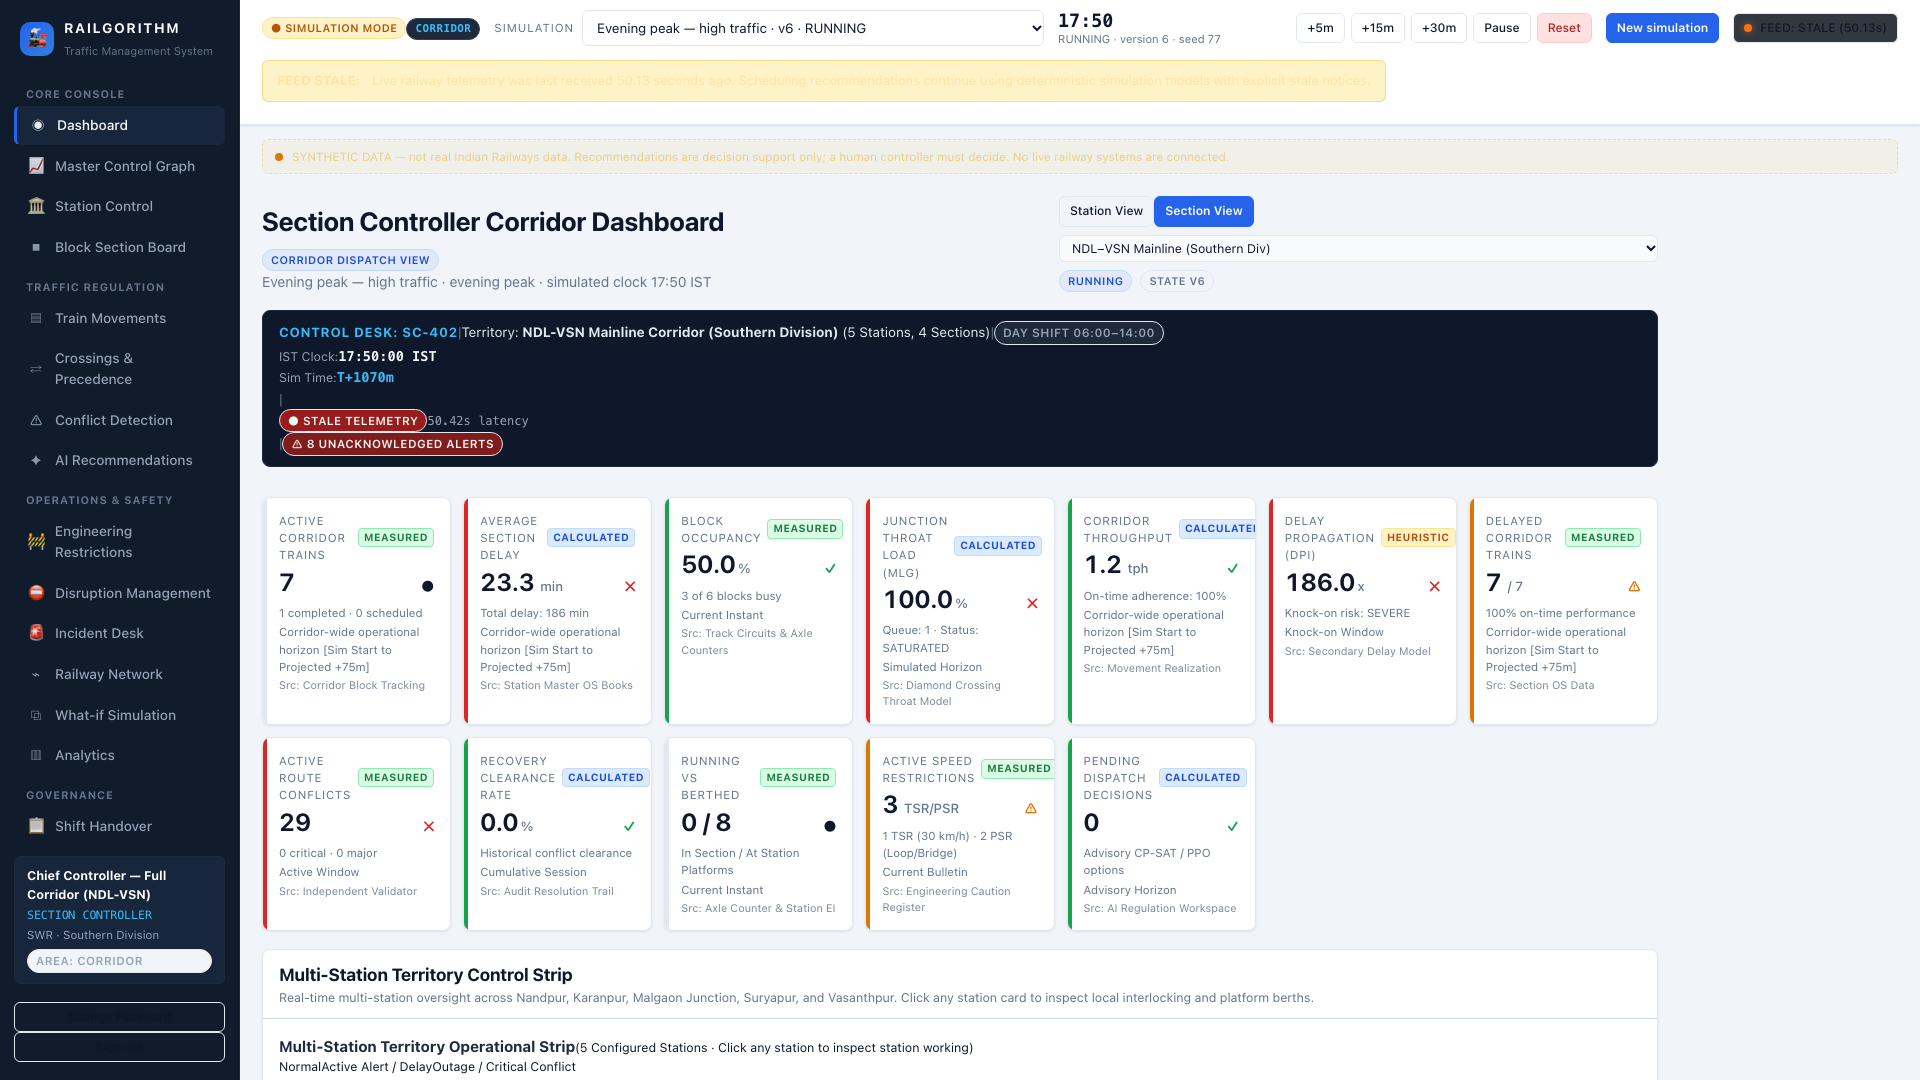 RAILGORITHM
Traffic Management System
CORE CONSOLE
Dashboard
Master Control Graph
Station Control
Block Section Board
TRAFFIC REGULATION
Train Movements
Crossings &
Precedence
Conflict Detection
AI Recommendations
OPERATIONS & SAFETY
Engineering
Restrictions
Disruption Management
Incident Desk
Railway Network
What-if Simulation
Analytics
GOVERNANCE
Shift Handover
Chief Controller — Full
Corridor (NDL-VSN)
SECTION CONTROLLER
SWR · Southern Division
AREA: CORRIDOR
SIMULATION MODE
CORRIDOR
SIMULATION
Evening peak — high traffic · v6 · RUNNING
17:50
RUNNING · version 6 · seed 77
+5m
+15m
+30m
Pause
Reset
New simulation
FEED: STALE (50.13s)
FEED STALE: Live railway telemetry was last received 50.13 seconds ago. Scheduling recommendations continue using deterministic simulation models with explicit stale notices.
SYNTHETIC DATA — not real Indian Railways data. Recommendations are decision support only; a human controller must decide. No live railway systems are connected.
Section Controller Corridor Dashboard
CORRIDOR DISPATCH VIEW
Evening peak — high traffic · evening peak · simulated clock 17:50 IST
Station View
Section View
NDL–VSN Mainline (Southern Div)
RUNNING
STATE V6
CONTROL DESK: SC-402|Territory: NDL-VSN Mainline Corridor (Southern Division) (5 Stations, 4 Sections)|DAY SHIFT 06:00–14:00
IST Clock:17:50:00 IST
Sim Time:T+1070m
|
STALE TELEMETRY 50.42s latency
|⚠ 8 UNACKNOWLEDGED ALERTS
ACTIVE
CORRIDOR
TRAINS
MEASURED
7
1 completed · 0 scheduled
Corridor-wide operational
horizon [Sim Start to
Projected +75m]
Src: Corridor Block Tracking
AVERAGE
SECTION
DELAY
CALCULATED
23.3 min
Total delay: 186 min
Corridor-wide operational
horizon [Sim Start to
Projected +75m]
Src: Station Master OS Books
BLOCK
OCCUPANCY
MEASURED
50.0%
3 of 6 blocks busy
Current Instant
Src: Track Circuits & Axle
Counters
JUNCTION
THROAT
LOAD
(MLG)
CALCULATED
100.0%
Queue: 1 · Status:
SATURATED
Simulated Horizon
Src: Diamond Crossing
Throat Model
CORRIDOR
THROUGHPUT
CALCULATE
1.2 tph
On-time adherence: 100%
Corridor-wide operational
horizon [Sim Start to
Projected +75m]
Src: Movement Realization
DELAY
PROPAGATION
(DPI)
HEURISTIC
186.0x
Knock-on risk: SEVERE
Knock-on Window
Src: Secondary Delay Model
DELAYED
CORRIDOR
TRAINS
MEASURED
7 / 7
100% on-time performance
Corridor-wide operational
horizon [Sim Start to
Projected +75m]
Src: Section OS Data
ACTIVE
ROUTE
CONFLICTS
MEASURED
29
0 critical · 0 major
Active Window
Src: Independent Validator
RECOVERY
CLEARANCE
RATE
CALCULATED
0.0%
Historical conflict clearance
Cumulative Session
Src: Audit Resolution Trail
RUNNING
VS
BERTHED
MEASURED
0 / 8
In Section / At Station
Platforms
Current Instant
Src: Axle Counter & Station EI
ACTIVE SPEED
RESTRICTIONS
MEASURED
3 TSR/PSR
1 TSR (30 km/h) · 2 PSR
(Loop/Bridge)
Current Bulletin
Src: Engineering Caution
Register
PENDING
DISPATCH
DECISIONS
CALCULATED
0
Advisory CP-SAT / PPO
options
Advisory Horizon
Src: AI Regulation Workspace
Multi-Station Territory Control Strip
Real-time multi-station oversight across Nandpur, Karanpur, Malgaon Junction, Suryapur, and Vasanthpur. Click any station card to inspect local interlocking and platform berths.
Multi-Station Territory Operational Strip(5 Configured Stations · Click any station to inspect station working)
NormalActive Alert / DelayOutage / Critical Conflict